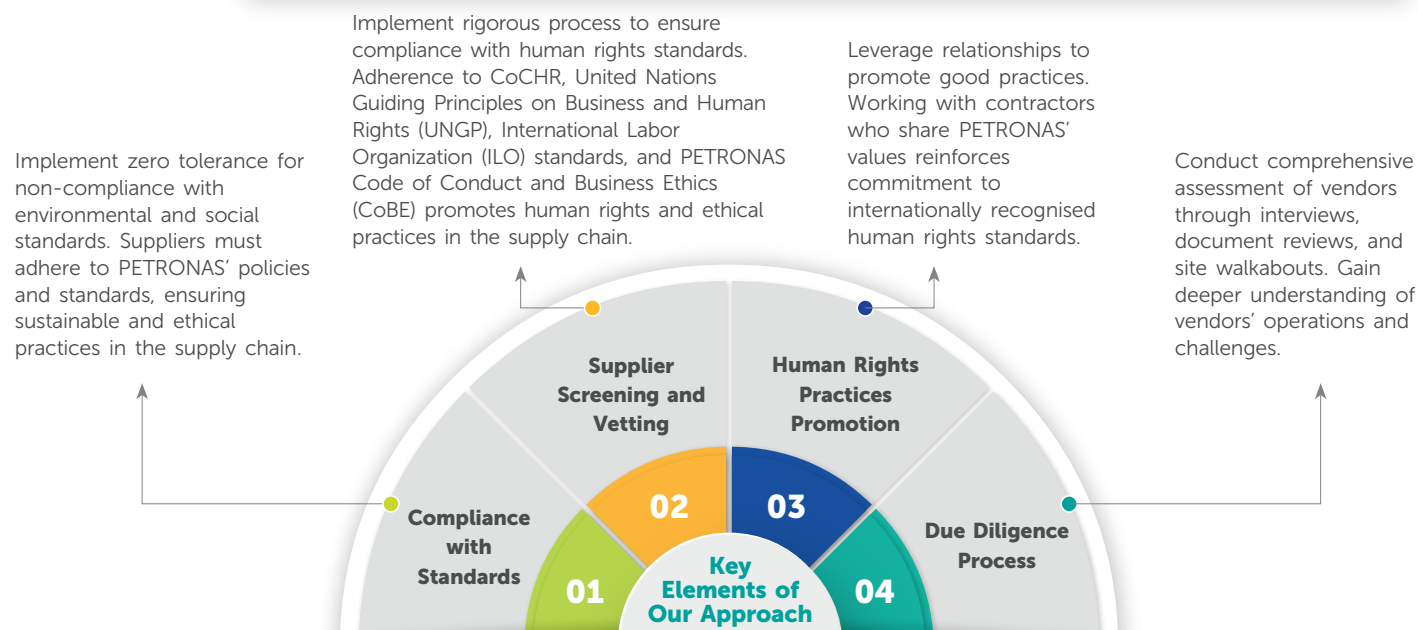 Implement zero tolerance for
non-compliance with
environmental and social
standards. Suppliers must
adhere to PETRONAS’ policies
and standards, ensuring
sustainable and ethical
practices in the supply chain.
Implement rigorous process to ensure
compliance with human rights standards.
Adherence to CoCHR, United Nations
Guiding Principles on Business and Human
Rights (UNGP), International Labor
Organization (ILO) standards, and PETRONAS
Code of Conduct and Business Ethics
(CoBE) promotes human rights and ethical
practices in the supply chain.
Leverage relationships to
promote good practices.
Working with contractors
who share PETRONAS’
values reinforces
commitment to
internationally recognised
human rights standards.
Conduct comprehensive
assessment of vendors
through interviews,
document reviews, and
site walkabouts. Gain
deeper understanding of
vendors’ operations and
challenges.
Compliance
with
Standards
01
Supplier
Screening and
Vetting
02
Human Rights
Practices
Promotion
03
Due Diligence
Process
04
Key
Elements of
Our Approach